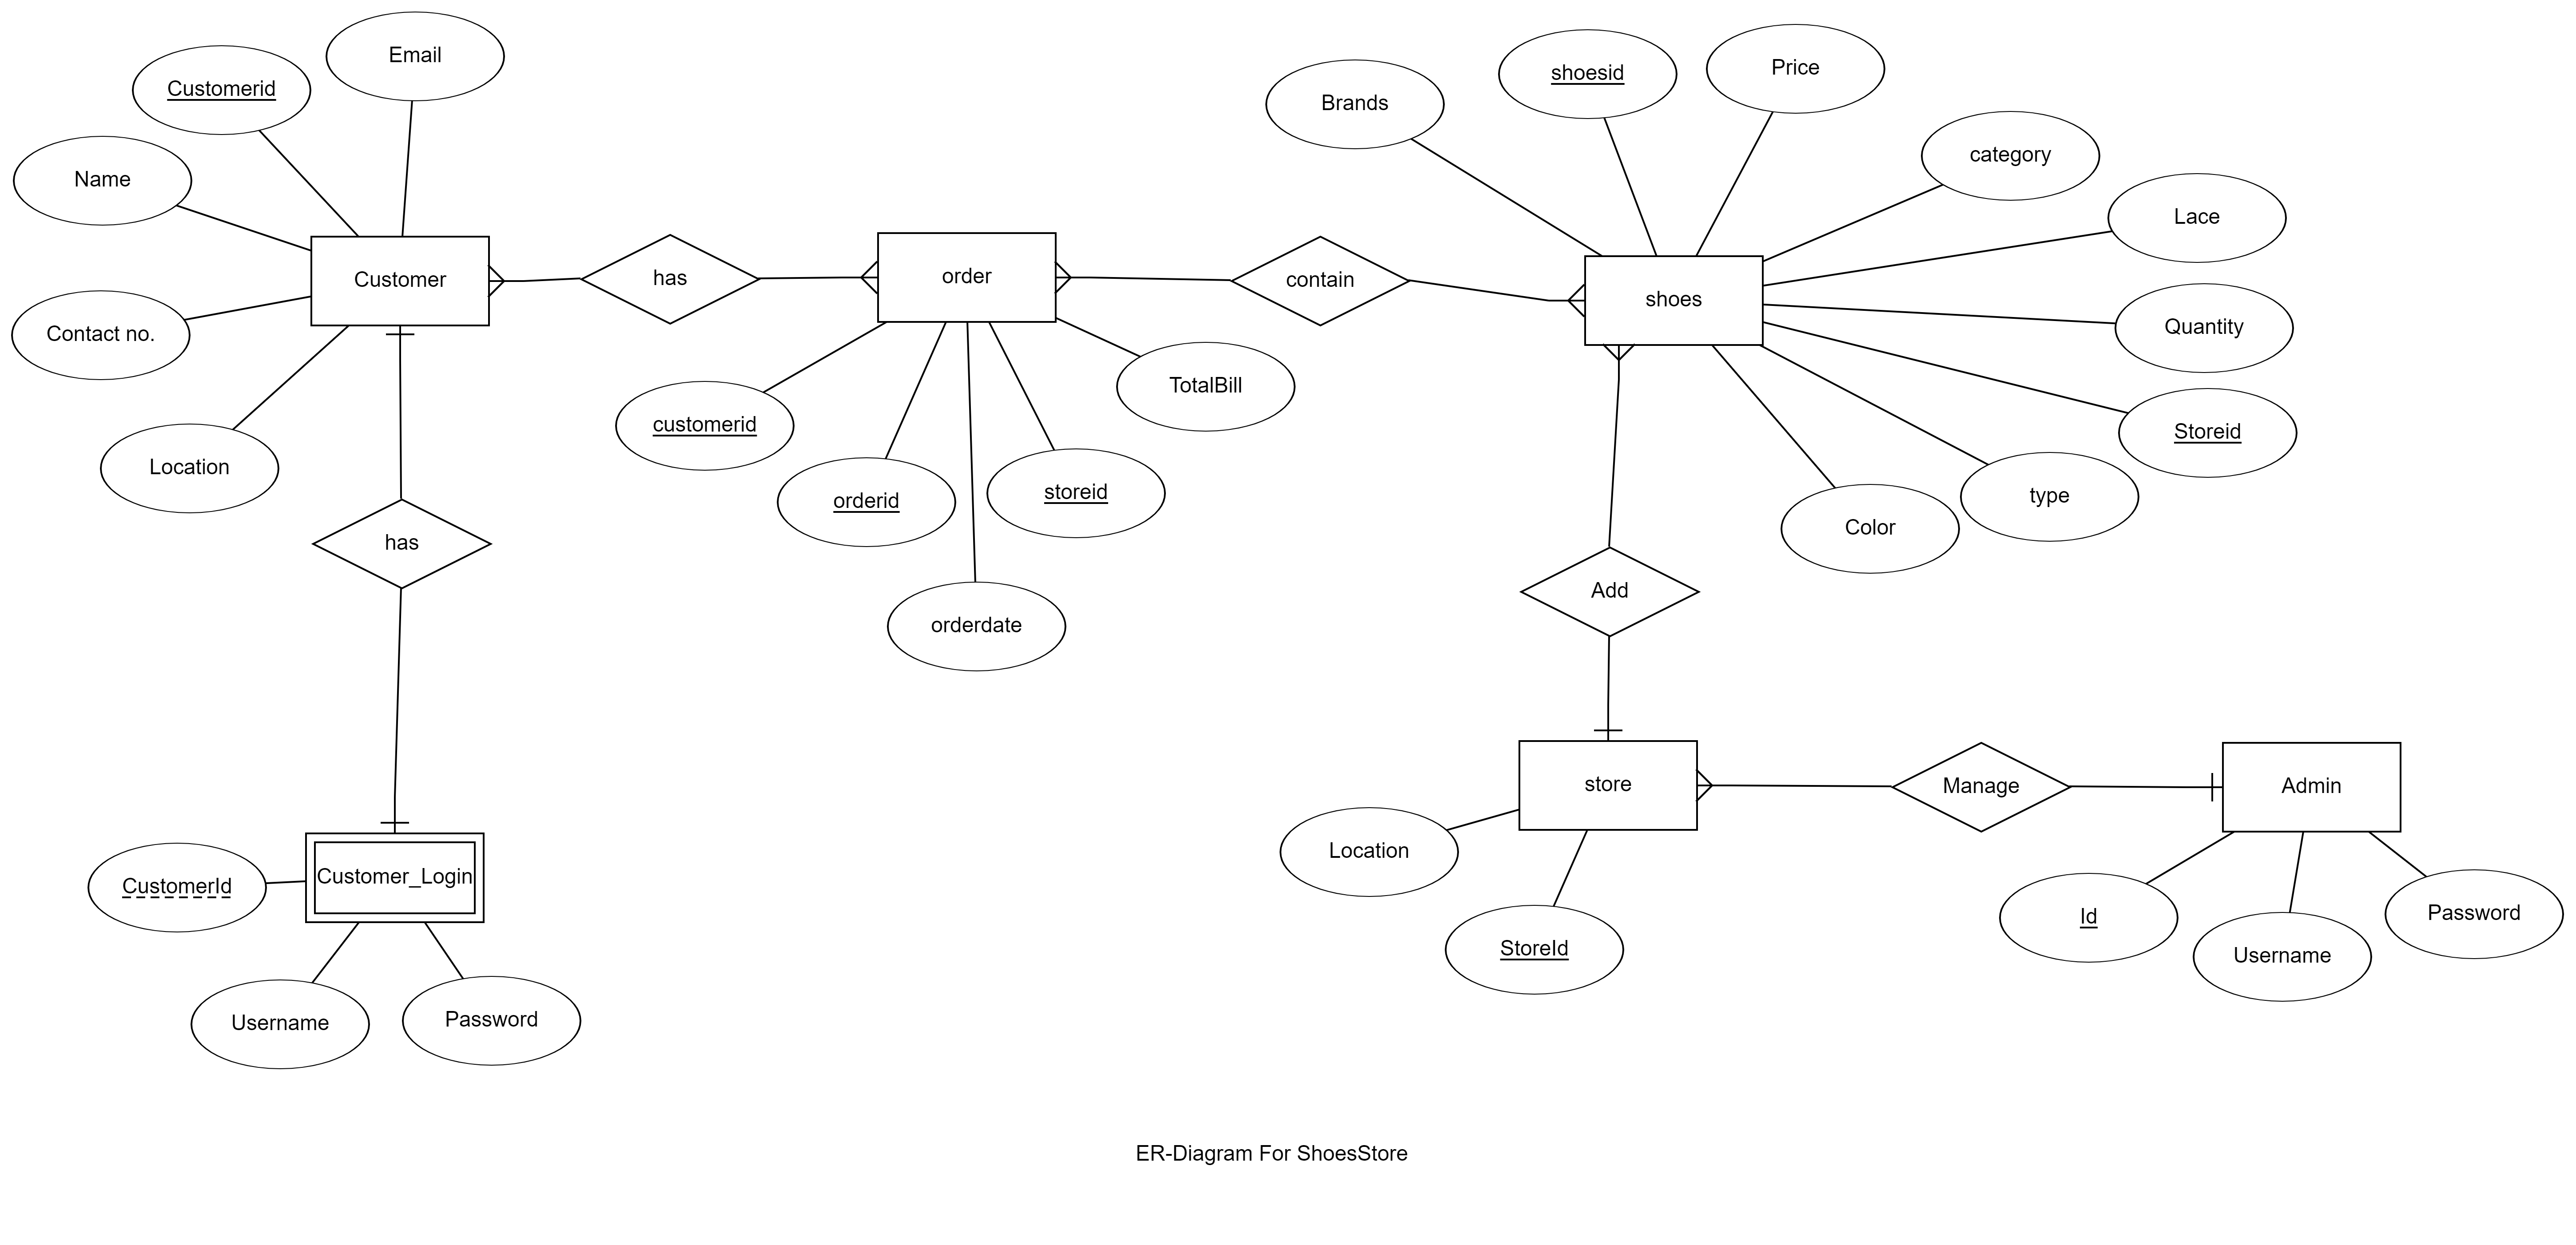 Email
Customerid
Name
Contact no.
Location
Customer
has
order
contain
customerid
orderid
orderdate
storeid
TotalBill
Brands
shoesid
Price
category
Lace
Quantity
Storeid
type
Color
shoes
has
Customer_Login
CustomerId
Username
Password
Add
store
Location
StoreId
Manage
Admin
Id
Username
Password
ER-Diagram For ShoesStore